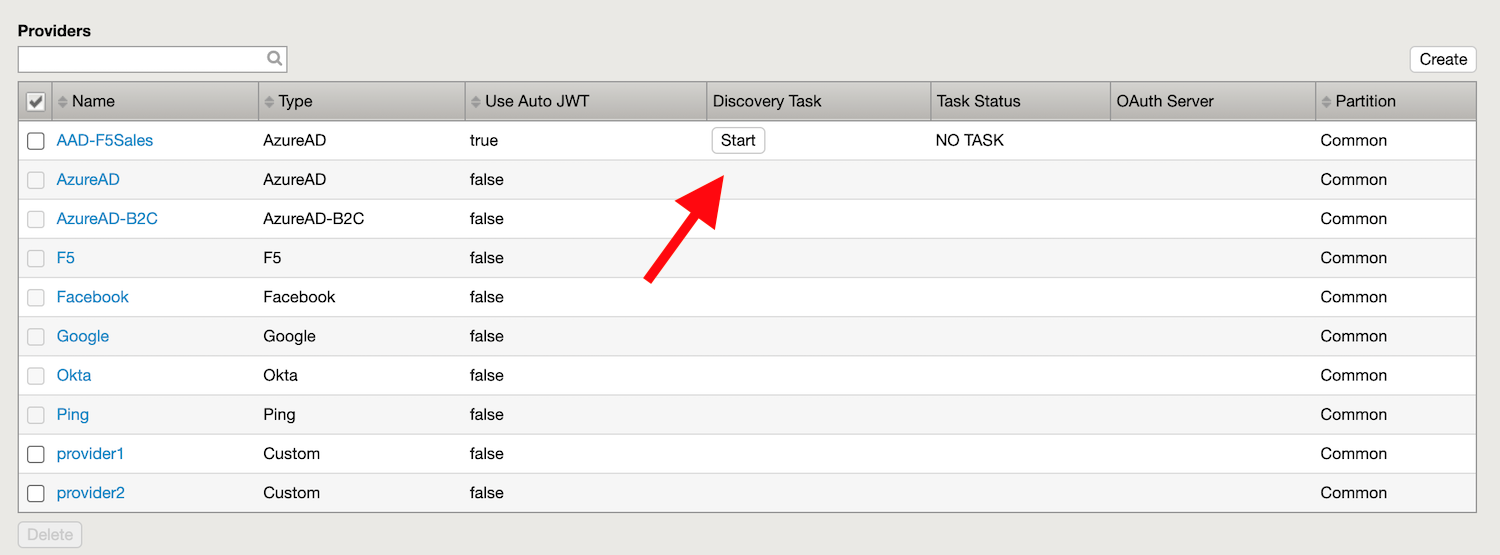 Providers
Create
Name Type Use Auto JWT Discovery Task Task Status OAuth Server Partition
AAD-F5Sales AzureAD true Start NO TASK Common
AzureAD AzureAD false Common
AzureAD-B2C AzureAD-B2C false Common
F5 F5 false Common
Facebook Facebook false Common
Google Google false Common
Okta Okta false Common
Ping Ping false Common
provider1 Custom false Common
provider2 Custom false Common
Delete